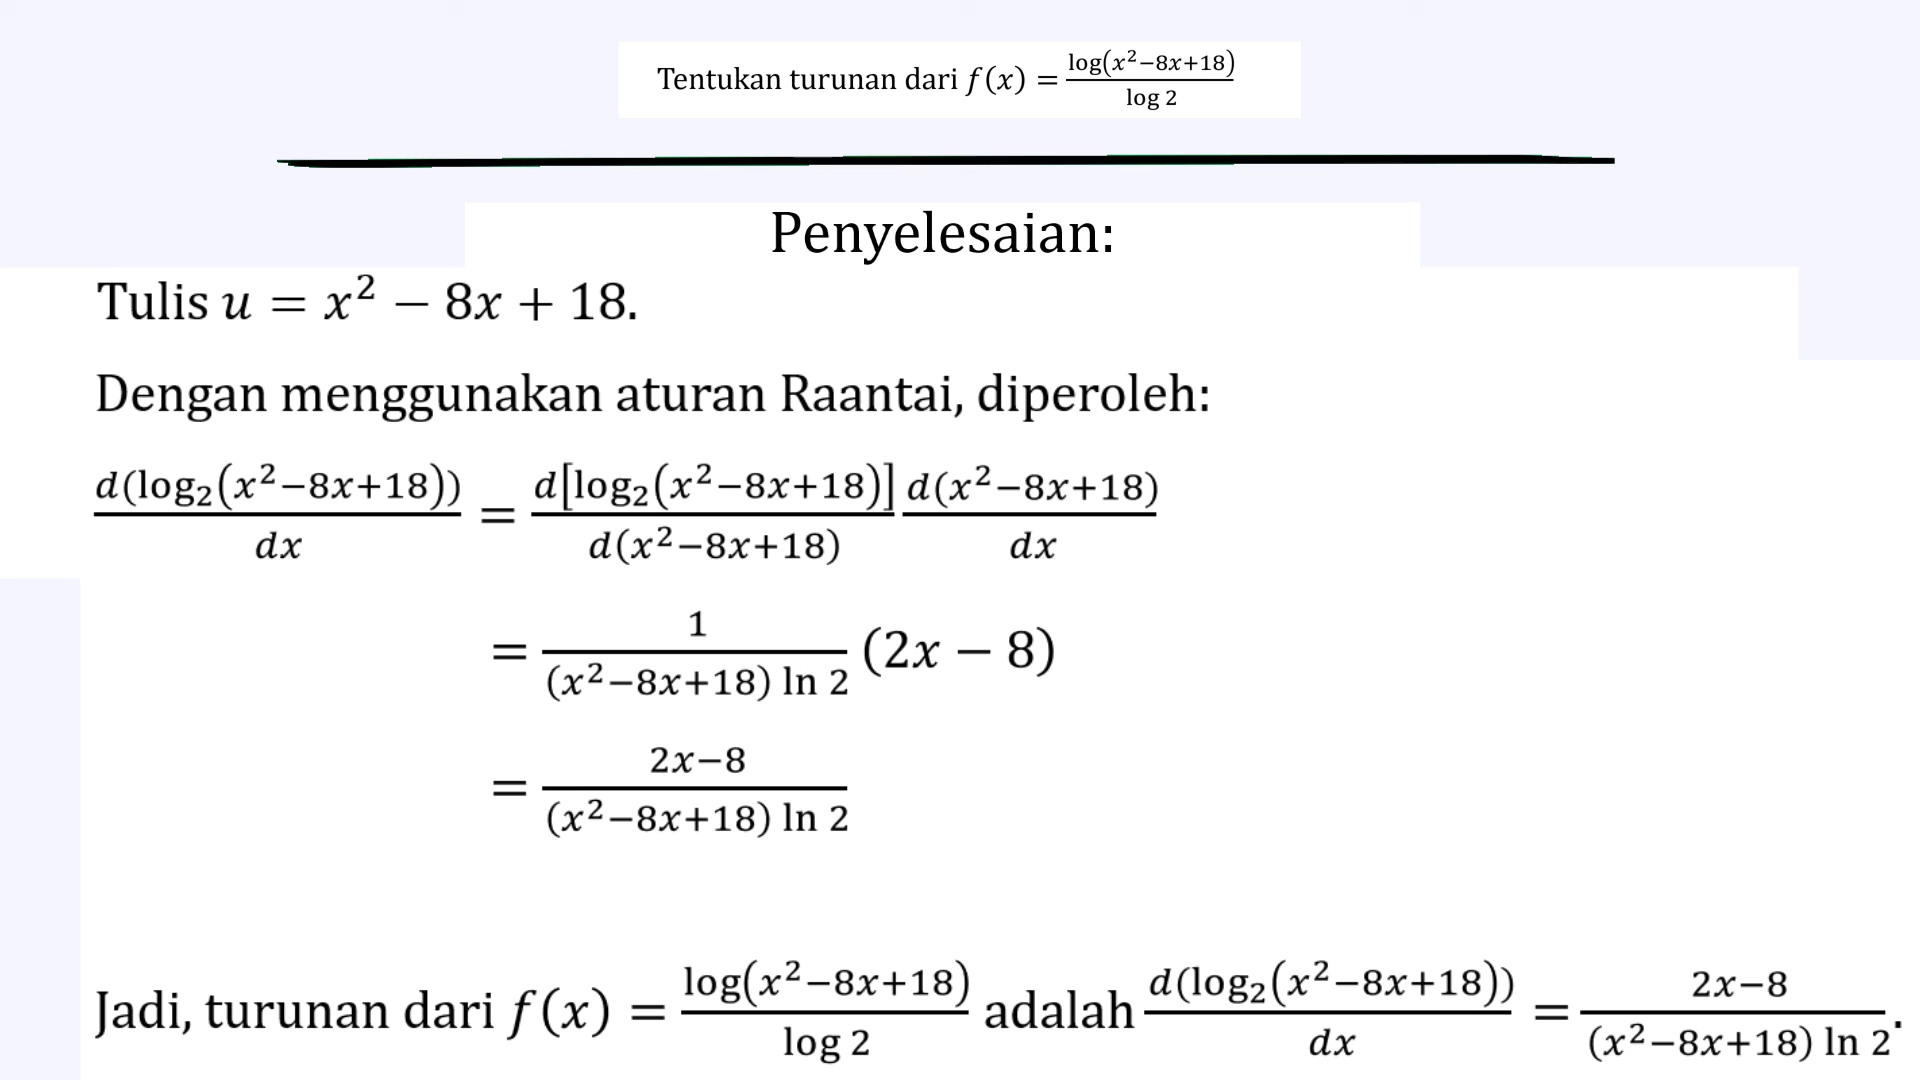 Tentukan turunan dari f(x) = log(x²−8x+18) / log 2
Penyelesaian:
Tulis u = x² − 8x + 18.
Dengan menggunakan aturan Raantai, diperoleh:
d(log₂(x²−8x+18)) / dx = d[log₂(x²−8x+18)] / d(x²−8x+18) d(x²−8x+18) / dx
= 1 / (x²−8x+18) ln 2 (2x − 8)
= 2x−8 / (x²−8x+18) ln 2
Jadi, turunan dari f(x) = log(x²−8x+18) / log 2 adalah d(log₂(x²−8x+18)) / dx = 2x−8 / (x²−8x+18) ln 2.